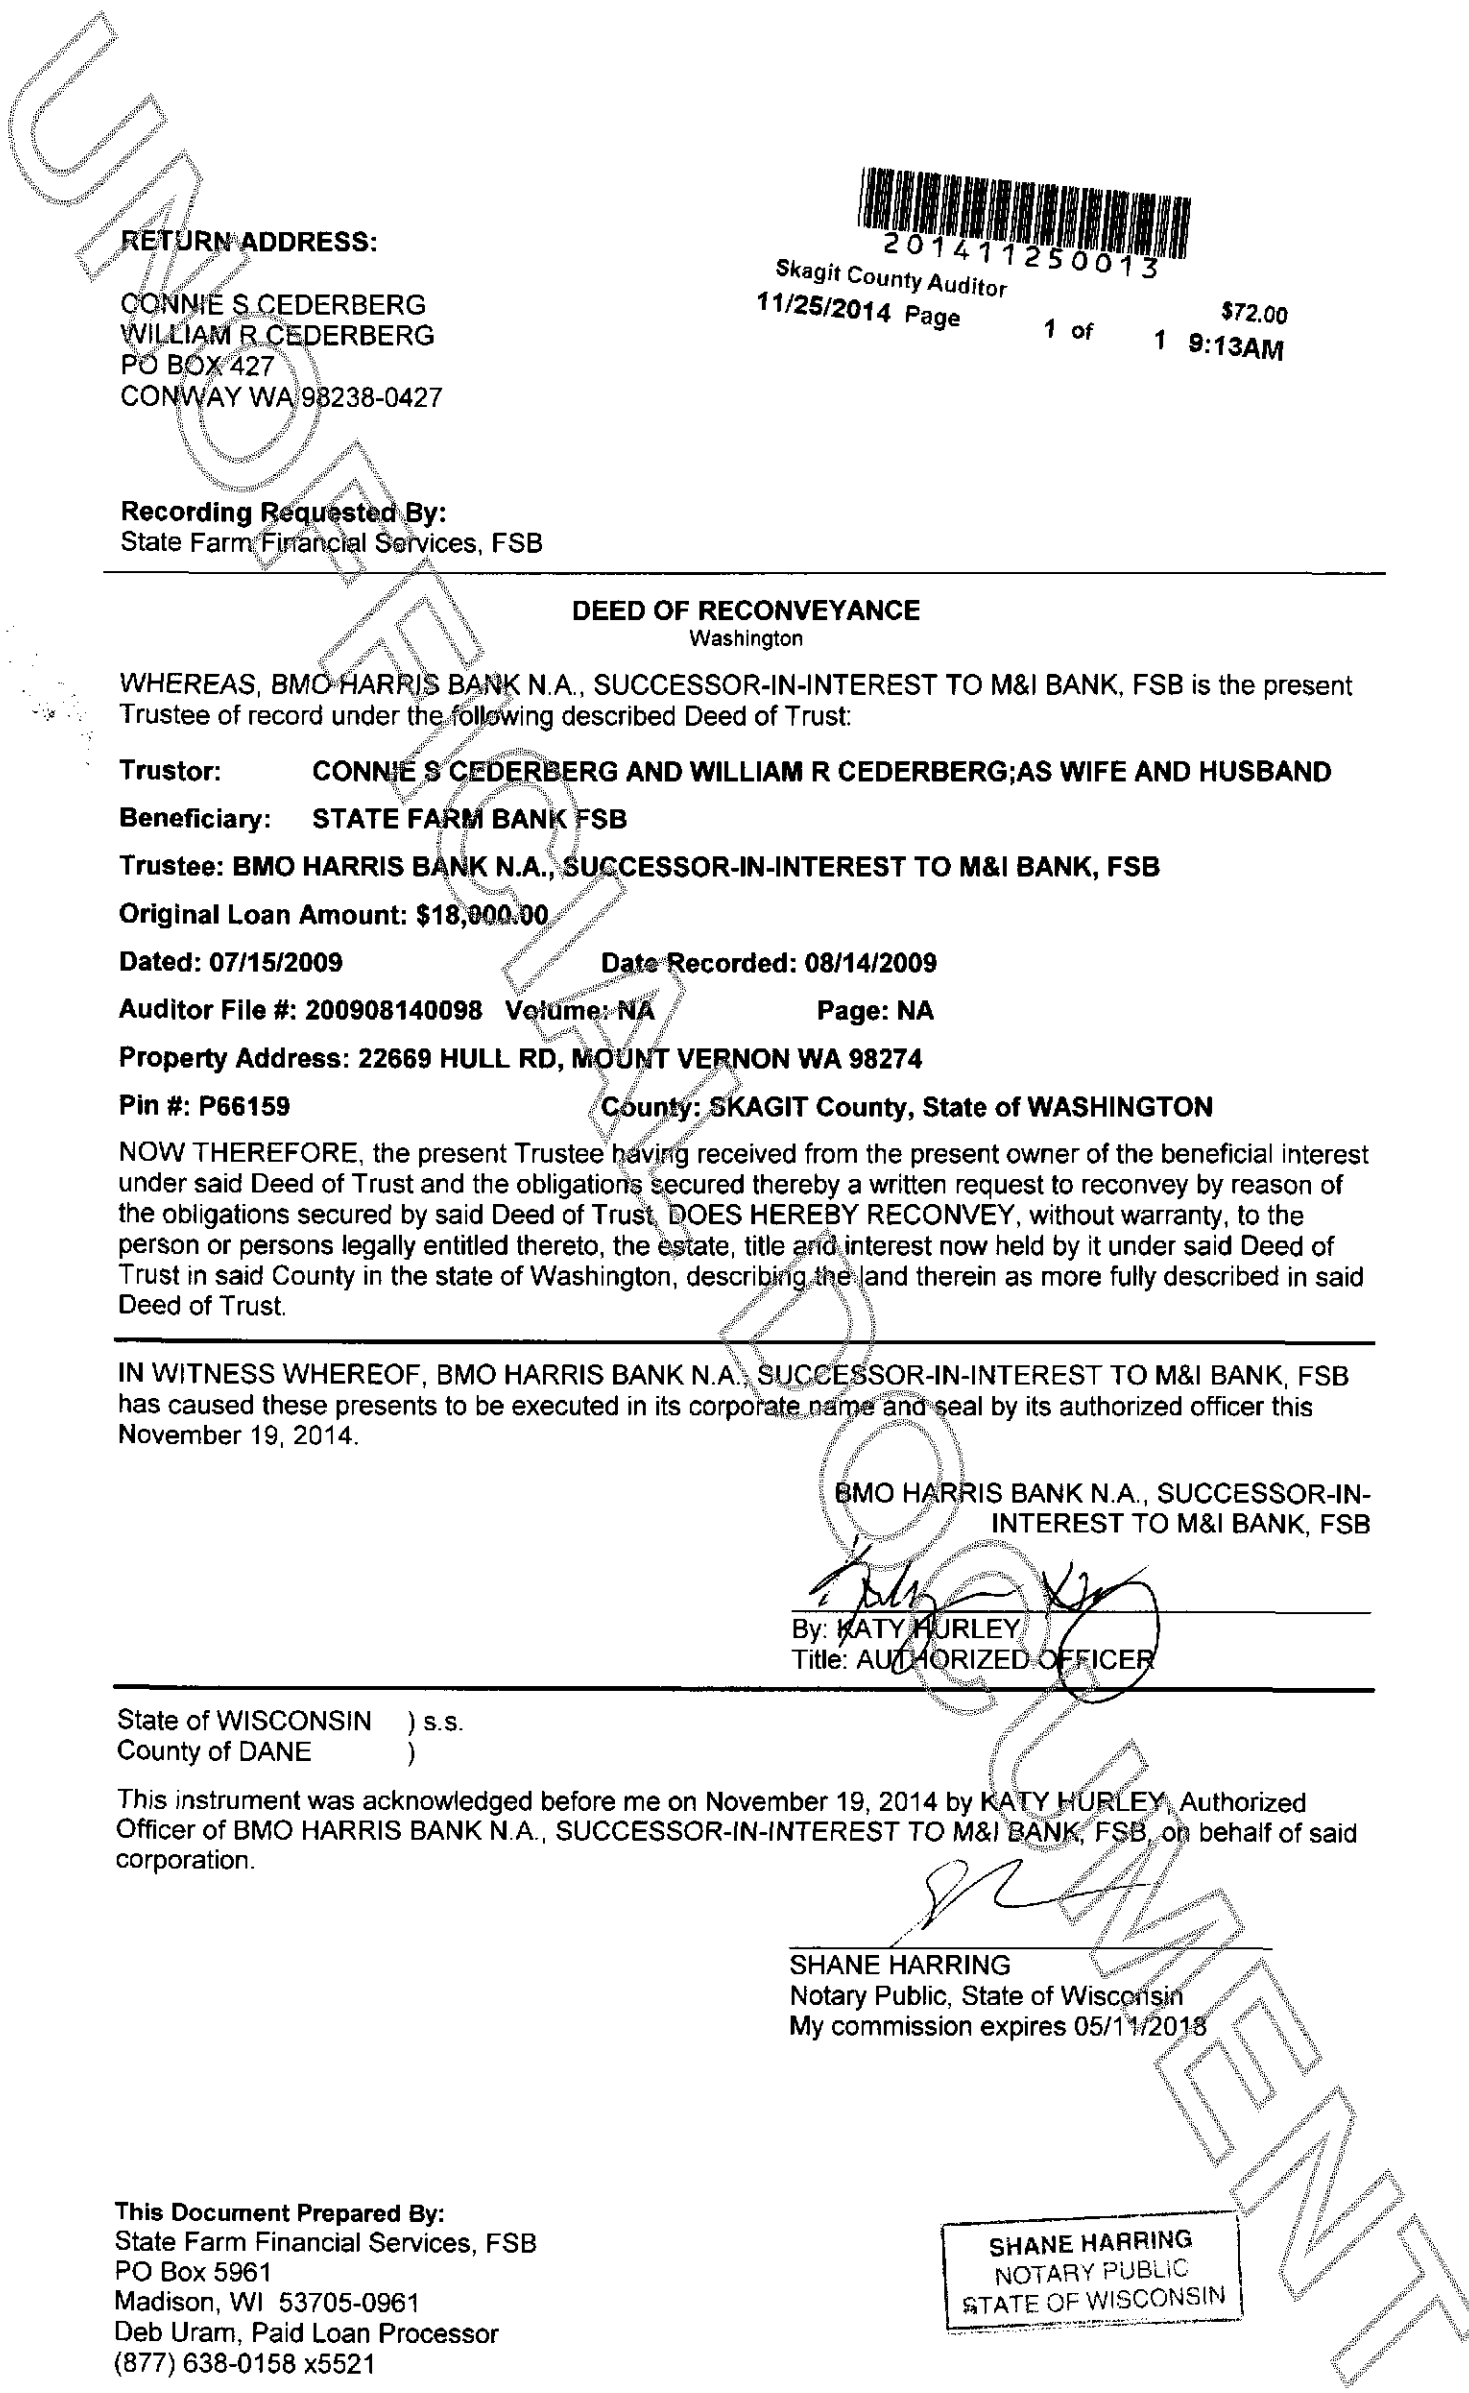 201411250013
Skagit County Auditor
$72.00
11/25/2014 Page 1 of 1 9:13AM
RETURN ADDRESS:
CONNIE S CEDERBERG
WILLIAM R CEDERBERG
PO BOX 427
CONWAY WA 98238-0427
Recording Requested By:
State Farm Financial Services, FSB
DEED OF RECONVEYANCE
Washington
WHEREAS, BMO HARRIS BANK N.A., SUCCESSOR-IN-INTEREST TO M&I BANK, FSB is the present
Trustee of record under the following described Deed of Trust:
Trustor: CONNIE S CEDERBERG AND WILLIAM R CEDERBERG;AS WIFE AND HUSBAND
Beneficiary: STATE FARM BANK FSB
Trustee: BMO HARRIS BANK N.A., SUCCESSOR-IN-INTEREST TO M&I BANK, FSB
Original Loan Amount: $18,000.00
Dated: 07/15/2009 Date Recorded: 08/14/2009
Auditor File #: 200908140098 Volume: NA Page: NA
Property Address: 22669 HULL RD, MOUNT VERNON WA 98274
Pin #: P66159 County: SKAGIT County, State of WASHINGTON
NOW THEREFORE, the present Trustee having received from the present owner of the beneficial interest
under said Deed of Trust and the obligations secured thereby a written request to reconvey by reason of
the obligations secured by said Deed of Trust, DOES HEREBY RECONVEY, without warranty, to the
person or persons legally entitled thereto, the estate, title and interest now held by it under said Deed of
Trust in said County in the state of Washington, describing the land therein as more fully described in said
Deed of Trust.
IN WITNESS WHEREOF, BMO HARRIS BANK N.A., SUCCESSOR-IN-INTEREST TO M&I BANK, FSB
has caused these presents to be executed in its corporate name and seal by its authorized officer this
November 19, 2014.
BMO HARRIS BANK N.A., SUCCESSOR-IN-
INTEREST TO M&I BANK, FSB
By: KATY HURLEY
Title: AUTHORIZED OFFICER
State of WISCONSIN ) s.s.
County of DANE )
This instrument was acknowledged before me on November 19, 2014 by KATY HURLEY, Authorized
Officer of BMO HARRIS BANK N.A., SUCCESSOR-IN-INTEREST TO M&I BANK, FSB, on behalf of said
corporation.
SHANE HARRING
Notary Public, State of Wisconsin
My commission expires 05/11/2018
This Document Prepared By:
State Farm Financial Services, FSB
PO Box 5961
Madison, WI 53705-0961
Deb Uram, Paid Loan Processor
(877) 638-0158 x5521
SHANE HARRING
NOTARY PUBLIC
STATE OF WISCONSIN
UNOFFICIAL DOCUMENT